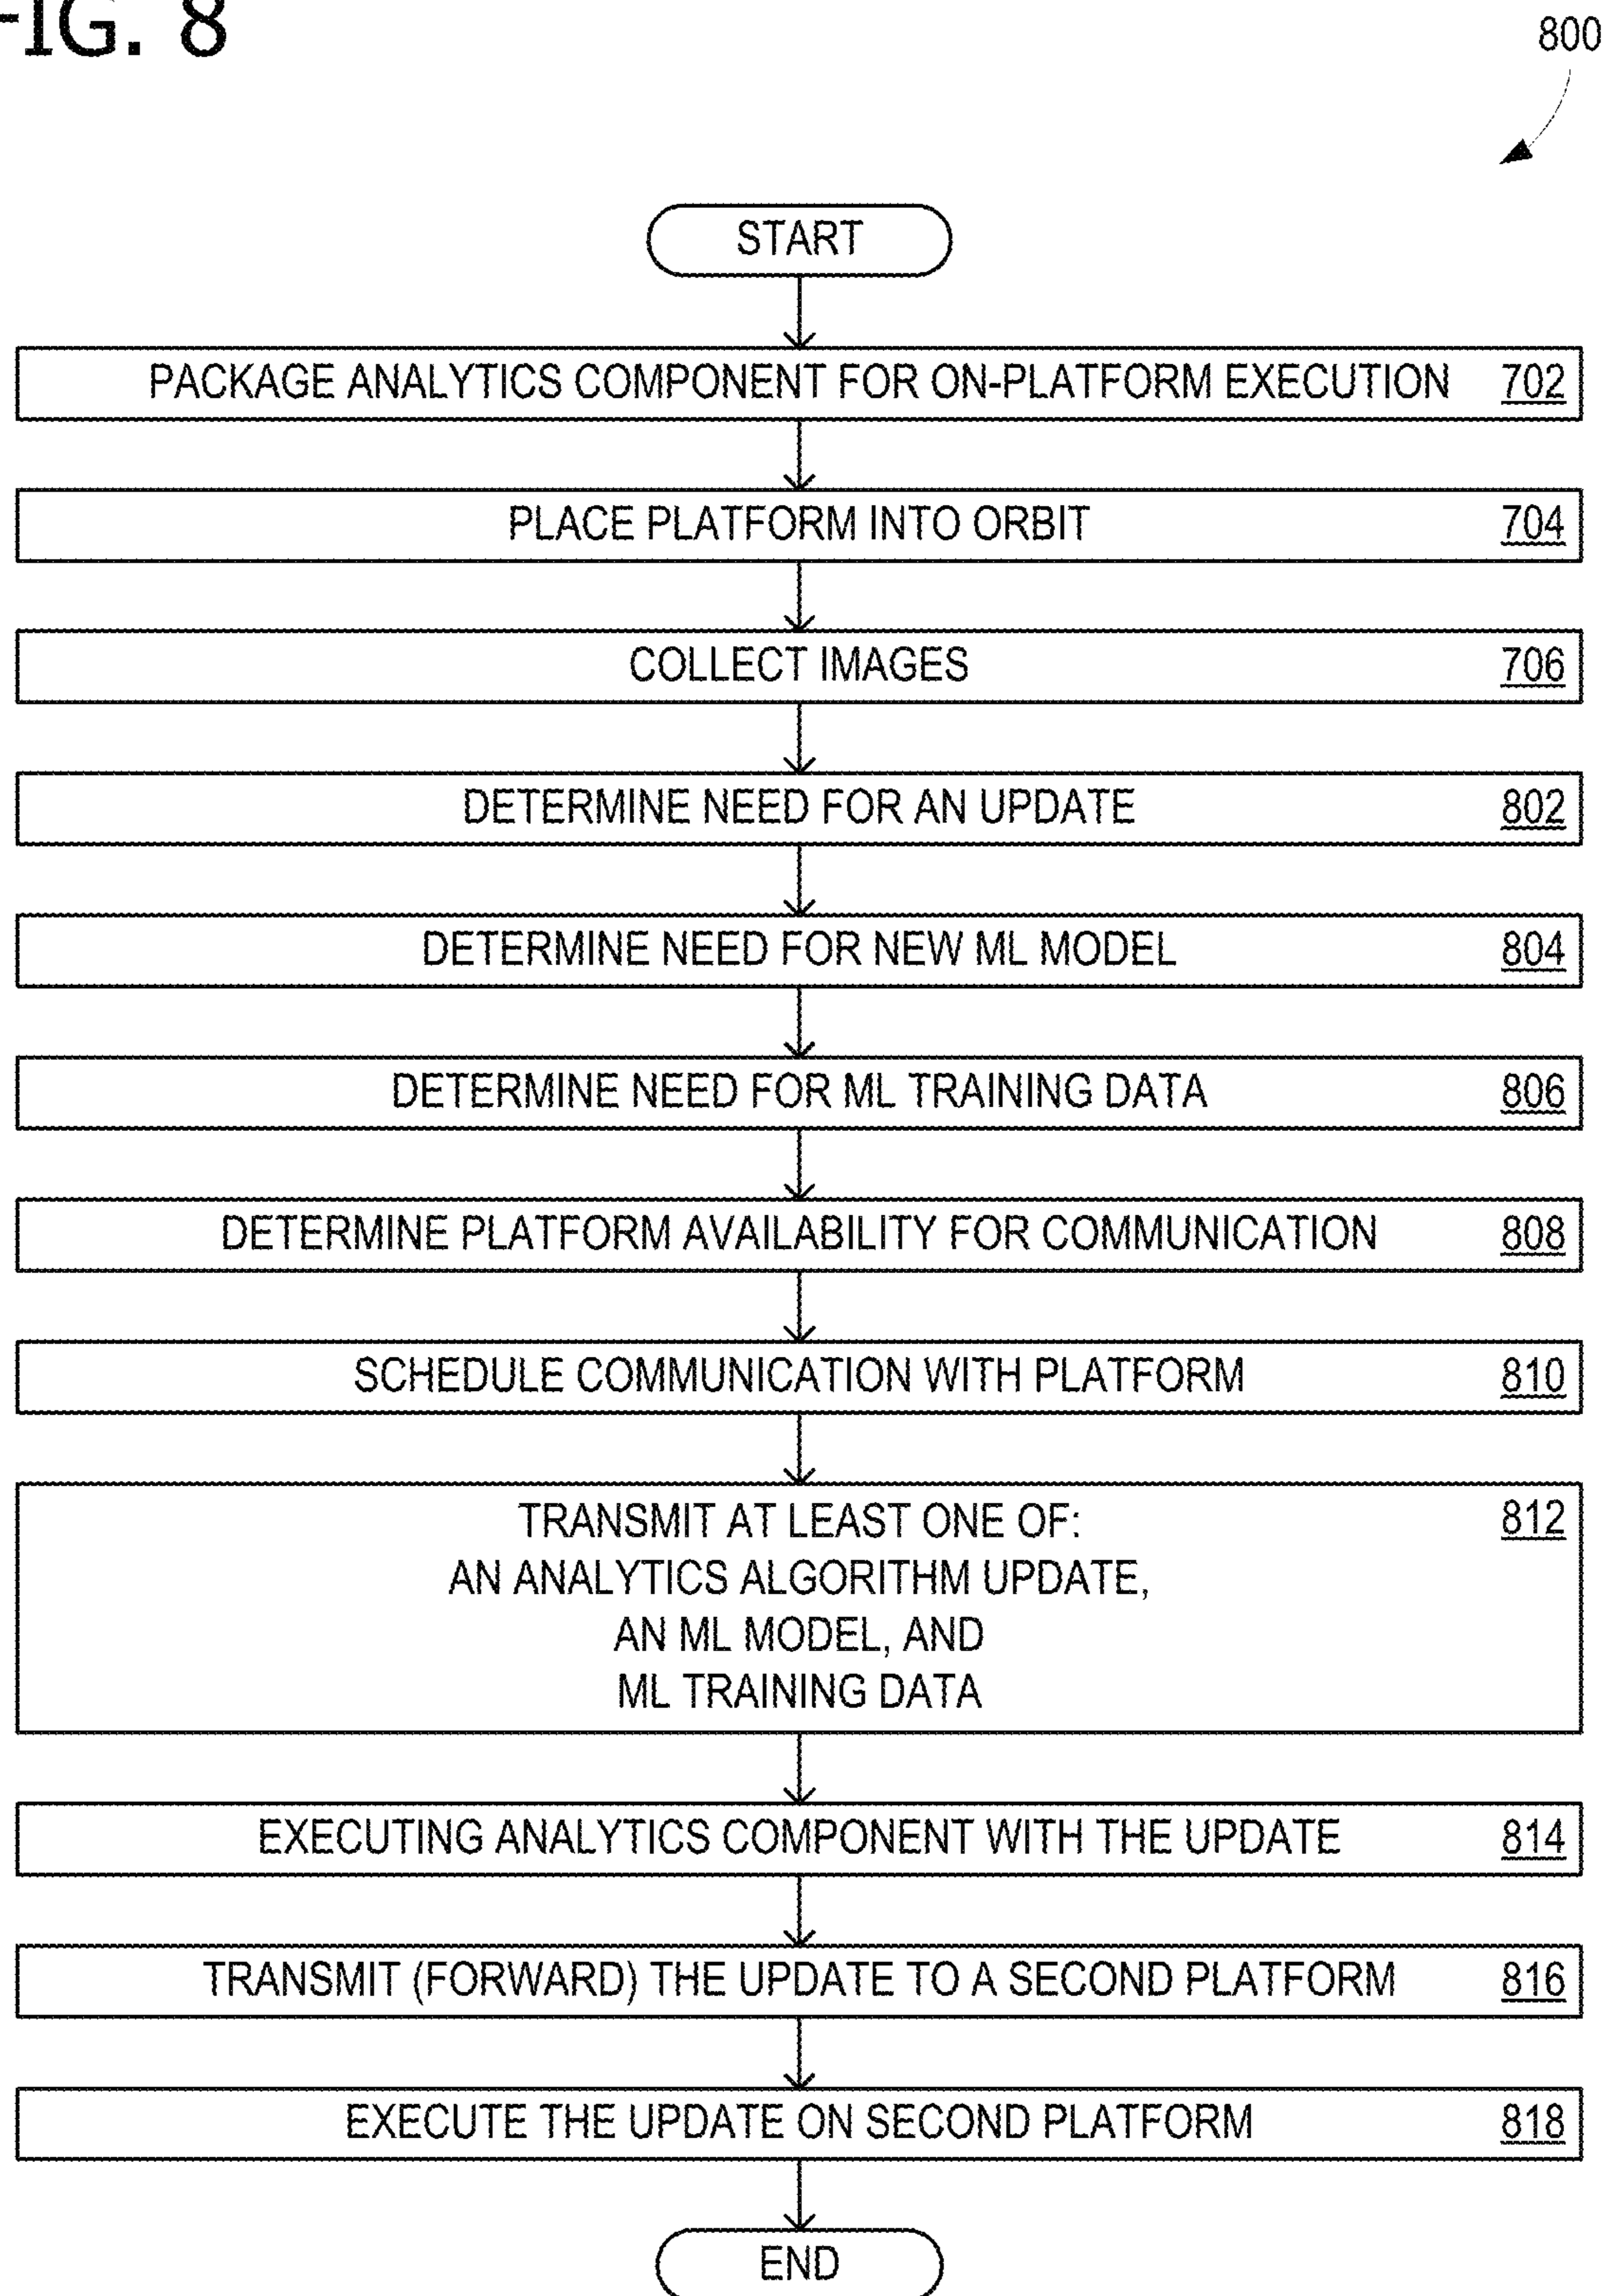 FIG. 8
800
START
PACKAGE ANALYTICS COMPONENT FOR ON-PLATFORM EXECUTION 702
PLACE PLATFORM INTO ORBIT 704
COLLECT IMAGES 706
DETERMINE NEED FOR AN UPDATE 802
DETERMINE NEED FOR NEW ML MODEL 804
DETERMINE NEED FOR ML TRAINING DATA 806
DETERMINE PLATFORM AVAILABILITY FOR COMMUNICATION 808
SCHEDULE COMMUNICATION WITH PLATFORM 810
TRANSMIT AT LEAST ONE OF: 812
AN ANALYTICS ALGORITHM UPDATE,
AN ML MODEL, AND
ML TRAINING DATA
EXECUTING ANALYTICS COMPONENT WITH THE UPDATE 814
TRANSMIT (FORWARD) THE UPDATE TO A SECOND PLATFORM 816
EXECUTE THE UPDATE ON SECOND PLATFORM 818
END